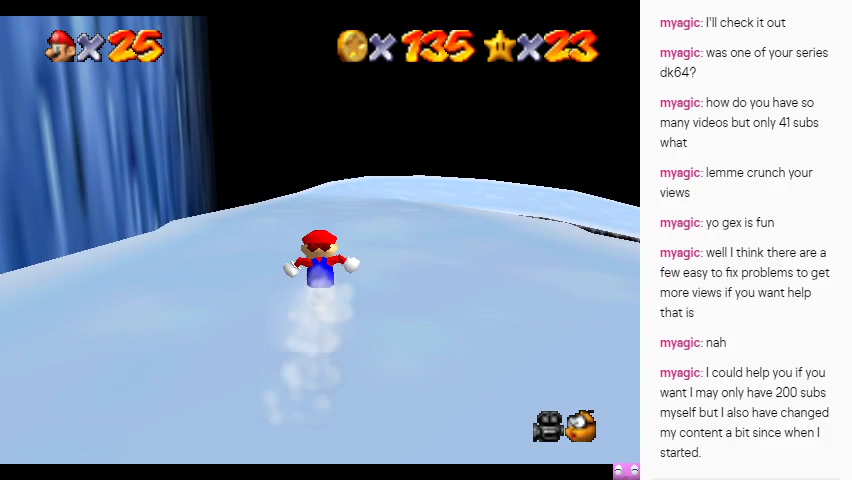 x 25
x 135 x 23
myagic: I'll check it out
myagic: was one of your series
dk64?
myagic: how do you have so
many videos but only 41 subs
what
myagic: lemme crunch your
views
myagic: yo gex is fun
myagic: well I think there are a
few easy to fix problems to get
more views if you want help
that is
myagic: nah
myagic: I could help you if you
want I may only have 200 subs
myself but I also have changed
my content a bit since when I
started.